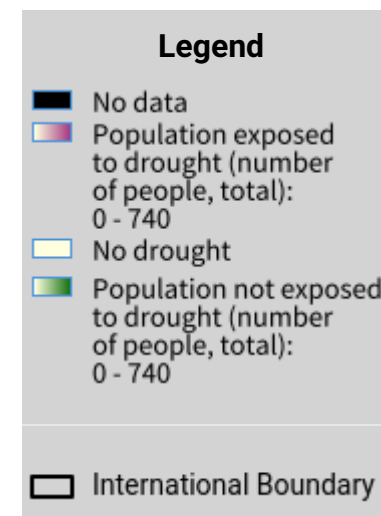 Legend
No data
Population exposed
to drought (number
of people, total):
0 - 740
No drought
Population not exposed
to drought (number
of people, total):
0 - 740
International Boundary